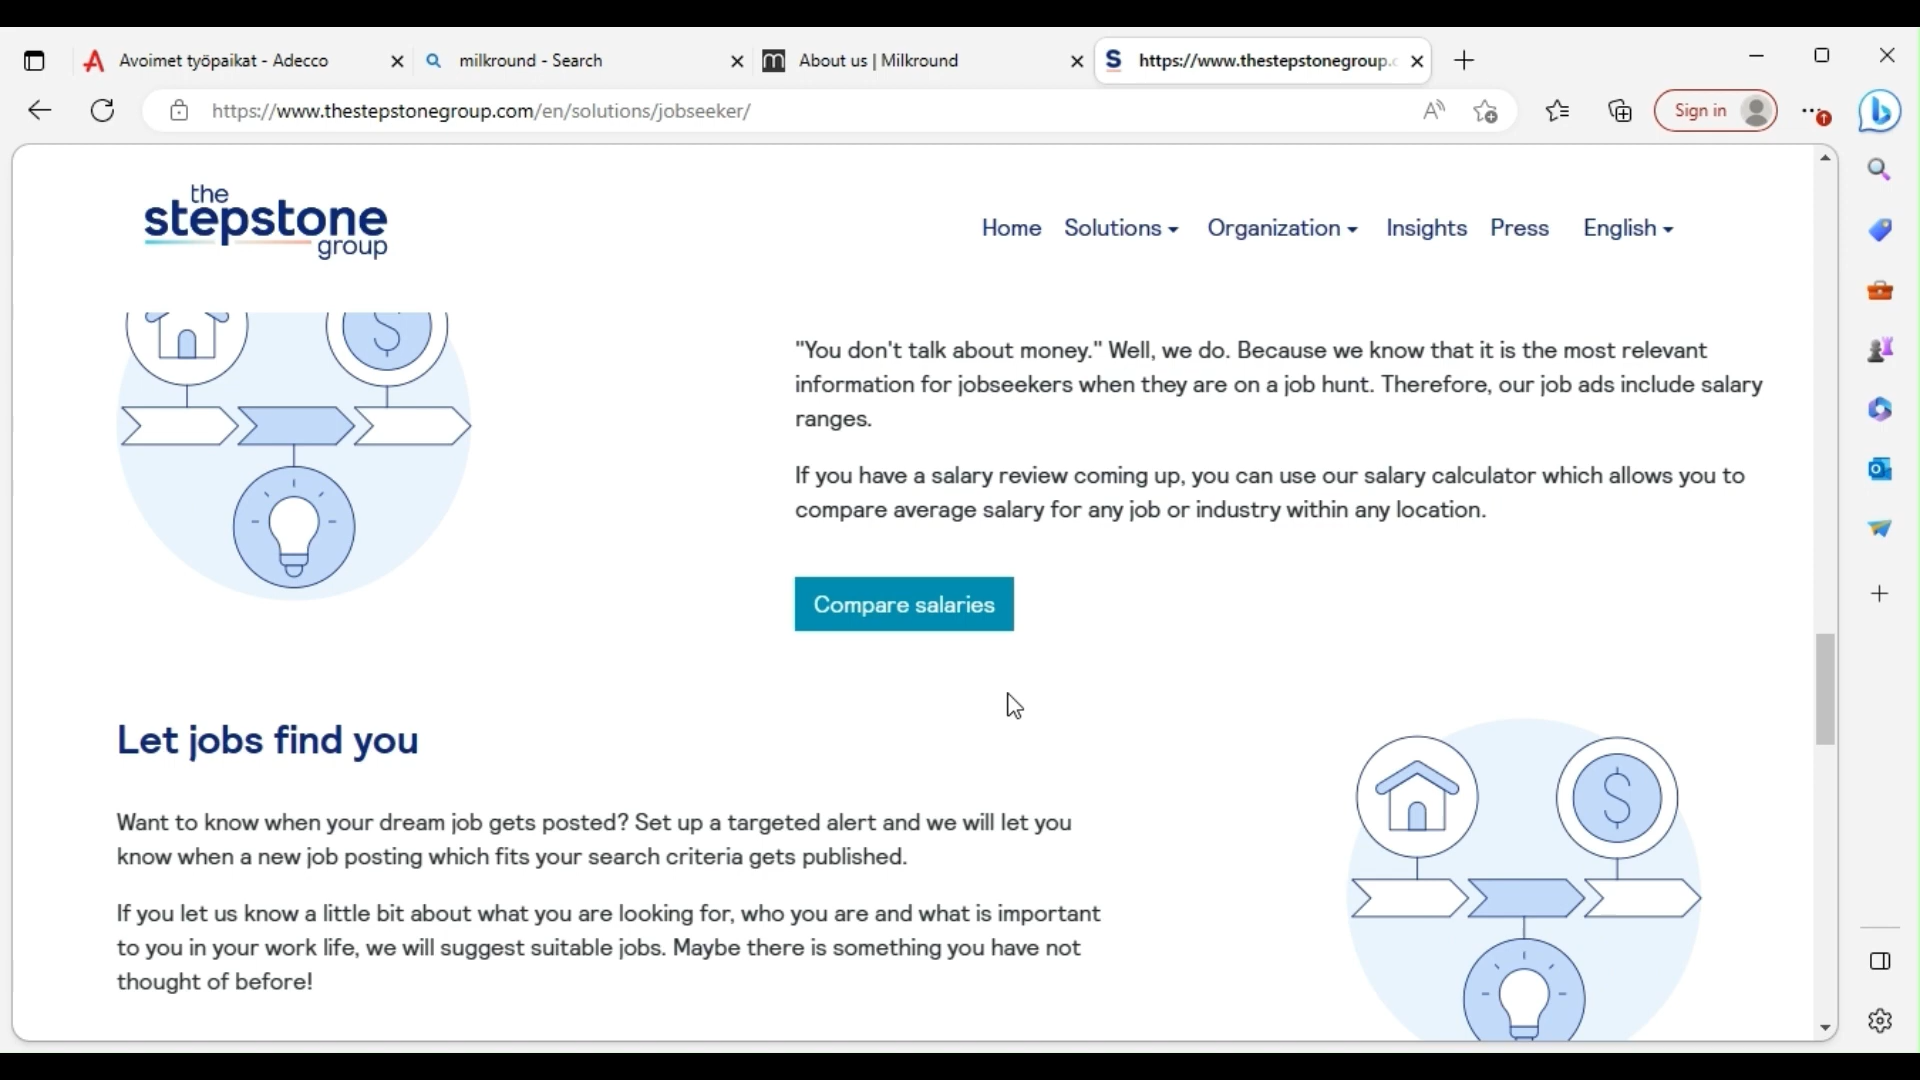 Avoimet työpaikat - Adecco
milkround - Search
About us | Milkround
https://www.thestepstonegroup.c
https://www.thestepstonegroup.com/en/solutions/jobseeker/
Sign in
the
stepstone
group
Home
Solutions
Organization
Insights
Press
English
"You don't talk about money." Well, we do. Because we know that it is the most relevant
information for jobseekers when they are on a job hunt. Therefore, our job ads include salary
ranges.
If you have a salary review coming up, you can use our salary calculator which allows you to
compare average salary for any job or industry within any location.
Compare salaries
Let jobs find you
Want to know when your dream job gets posted? Set up a targeted alert and we will let you
know when a new job posting which fits your search criteria gets published.
If you let us know a little bit about what you are looking for, who you are and what is important
to you in your work life, we will suggest suitable jobs. Maybe there is something you have not
thought of before!